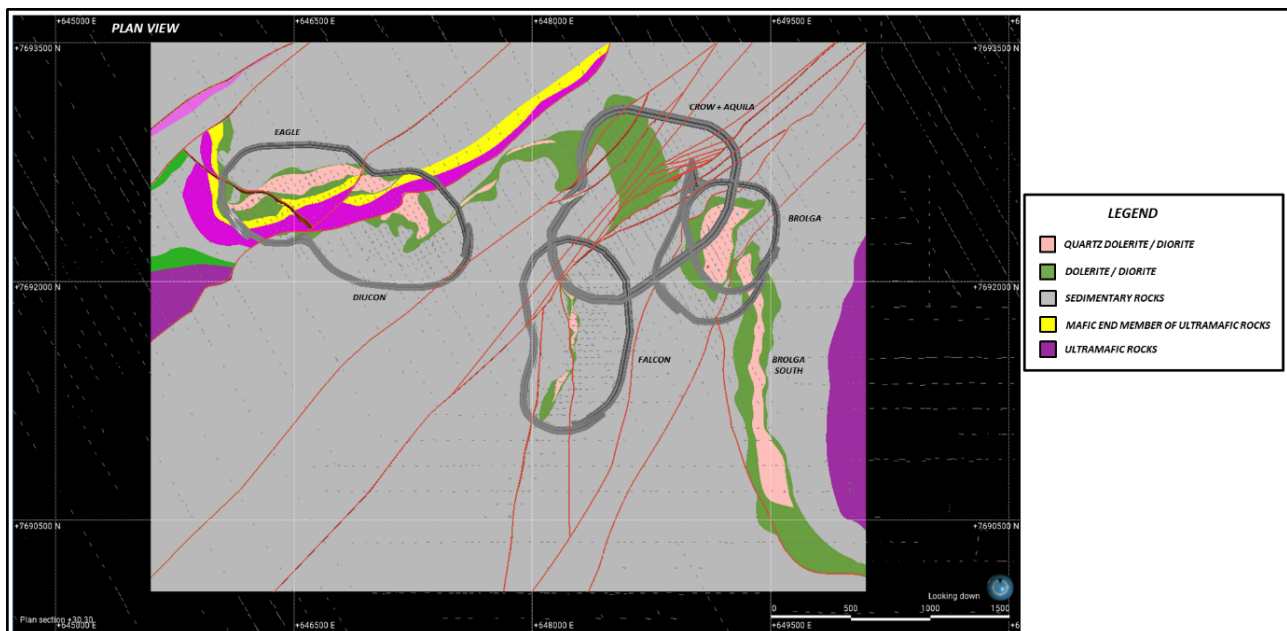 +645000 E
+646500 E
+648000 E
+649500 E
+6
PLAN VIEW
+7693500 N
+7693500 N
CROW + AQUILA
EAGLE
BROLGA
+7692000 N
+7692000 N
DIUCON
FALCON
BROLGA
SOUTH
+7690500 N
+7690500 N
Looking down
0
500
1000
1500
Plan section +30.30
+645000 E
+646500 E
+648000 E
+649500 E
+6
LEGEND
QUARTZ DOLERITE / DIORITE
DOLERITE / DIORITE
SEDIMENTARY ROCKS
MAFIC END MEMBER OF ULTRAMAFIC ROCKS
ULTRAMAFIC ROCKS